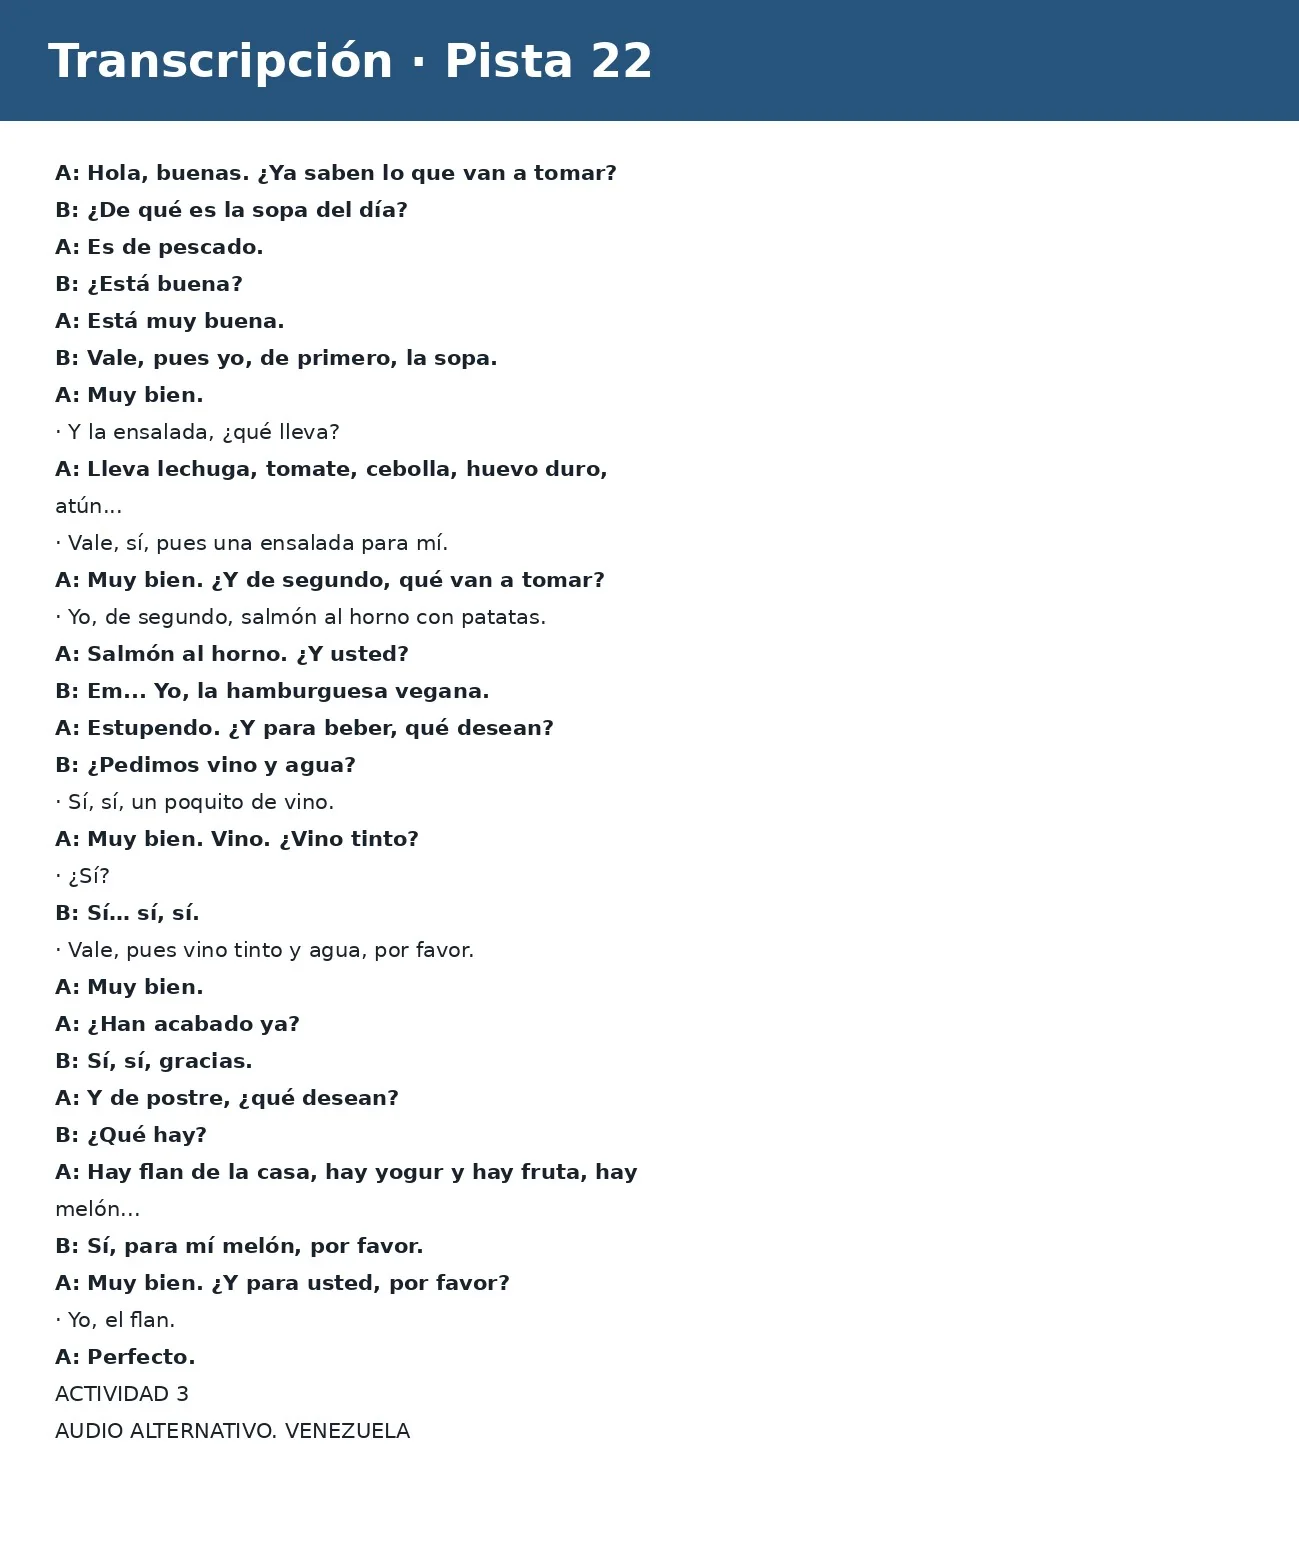 Transcripción · Pista 22
A: Hola, buenas. ¿Ya saben lo que van a tomar?
B: ¿De qué es la sopa del día?
A: Es de pescado.
B: ¿Está buena?
A: Está muy buena.
B: Vale, pues yo, de primero, la sopa.
A: Muy bien.
· Y la ensalada, ¿qué lleva?
A: Lleva lechuga, tomate, cebolla, huevo duro,
atún...
· Vale, sí, pues una ensalada para mí.
A: Muy bien. ¿Y de segundo, qué van a tomar?
· Yo, de segundo, salmón al horno con patatas.
A: Salmón al horno. ¿Y usted?
B: Em... Yo, la hamburguesa vegana.
A: Estupendo. ¿Y para beber, qué desean?
B: ¿Pedimos vino y agua?
· Sí, sí, un poquito de vino.
A: Muy bien. Vino. ¿Vino tinto?
· ¿Sí?
B: Sí… sí, sí.
· Vale, pues vino tinto y agua, por favor.
A: Muy bien.
A: ¿Han acabado ya?
B: Sí, sí, gracias.
A: Y de postre, ¿qué desean?
B: ¿Qué hay?
A: Hay flan de la casa, hay yogur y hay fruta, hay
melón...
B: Sí, para mí melón, por favor.
A: Muy bien. ¿Y para usted, por favor?
· Yo, el flan.
A: Perfecto.
ACTIVIDAD 3
AUDIO ALTERNATIVO. VENEZUELA